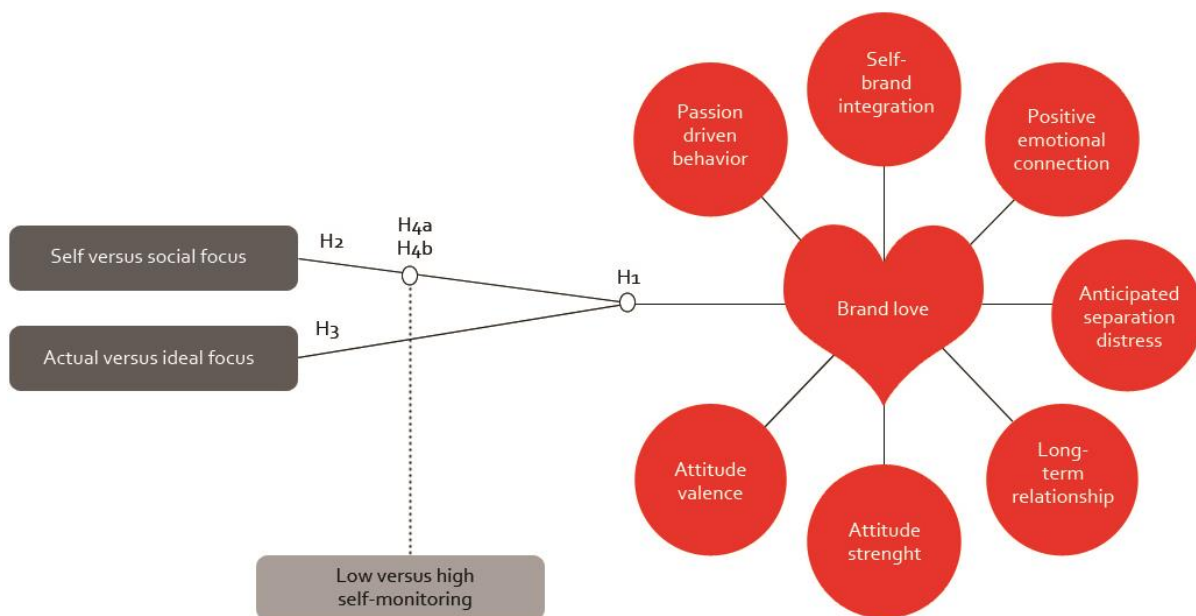 Self versus social focus
Actual versus ideal focus
H2
H3
H4a
H4b
H1
Low versus high
self-monitoring
Brand love
Self-
brand
integration
Passion
driven
behavior
Positive
emotional
connection
Anticipated
separation
distress
Long-
term
relationship
Attitude
strenght
Attitude
valence